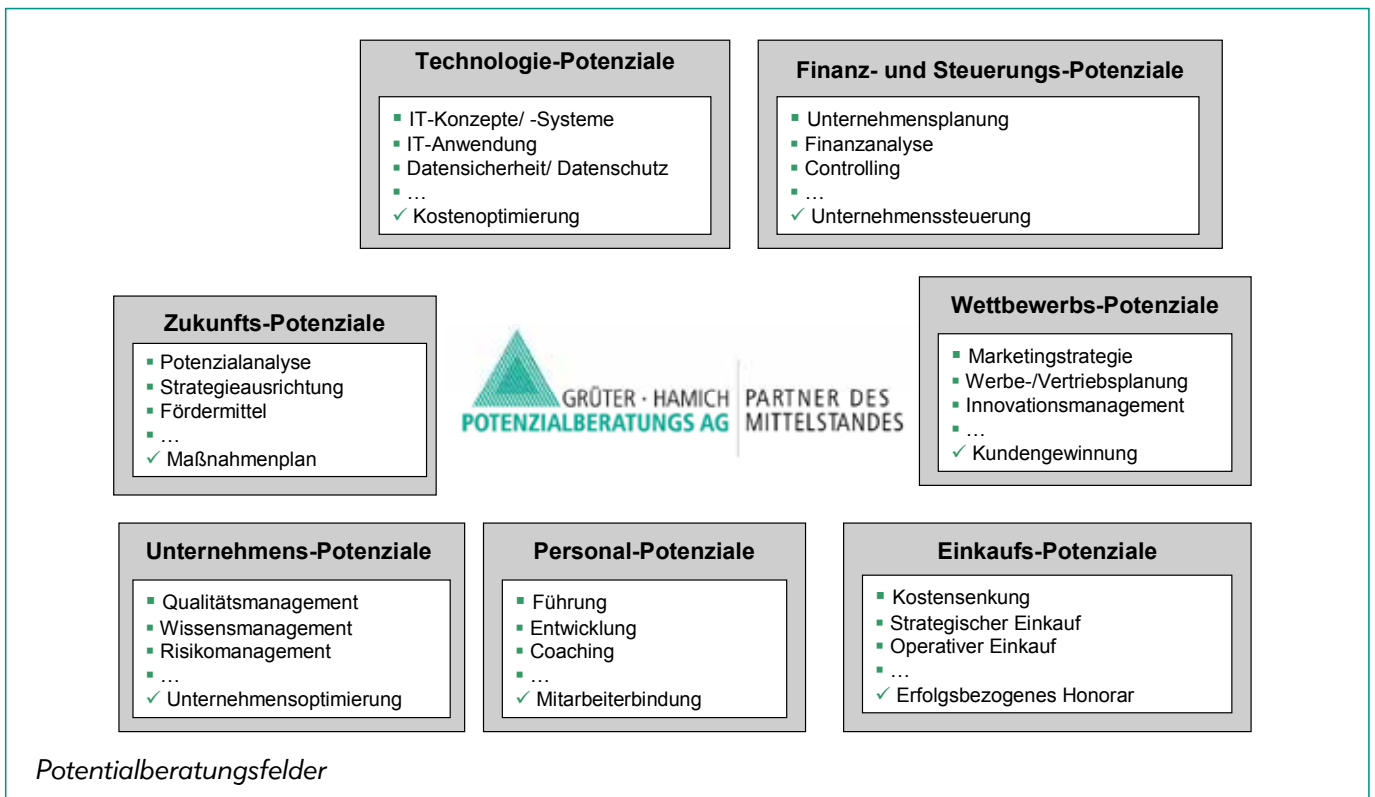 Technologie-Potenziale
IT-Konzepte/ -Systeme
IT-Anwendung
Datensicherheit/ Datenschutz
…
✓ Kostenoptimierung
Finanz- und Steuerungs-Potenziale
Unternehmensplanung
Finanzanalyse
Controlling
…
✓ Unternehmenssteuerung
Zukunfts-Potenziale
Potenzialanalyse
Strategieausrichtung
Fördermittel
…
✓ Maßnahmenplan
GRÜTER · HAMICH
POTENZIALBERATUNGS AG
PARTNER DES
MITTELSTANDES
Wettbewerbs-Potenziale
Marketingstrategie
Werbe-/Vertriebsplanung
Innovationsmanagement
…
✓ Kundengewinnung
Unternehmens-Potenziale
Qualitätsmanagement
Wissensmanagement
Risikomanagement
…
✓ Unternehmensoptimierung
Personal-Potenziale
Führung
Entwicklung
Coaching
…
✓ Mitarbeiterbindung
Einkaufs-Potenziale
Kostensenkung
Strategischer Einkauf
Operativer Einkauf
…
✓ Erfolgsbezogenes Honorar
Potentialberatungsfelder